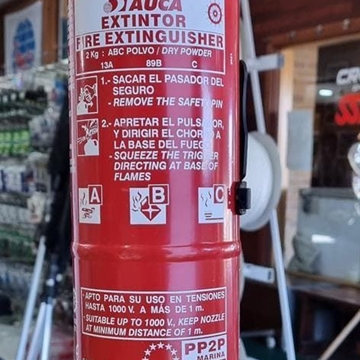 SAUCA
EXTINTOR
FIRE EXTINGUISHER
2 Kg : ABC POLVO / DRY POWDER
13A 89B C
1.- SACAR EL PASADOR DEL
SEGURO
- REMOVE THE SAFETY PIN
2.- APRETAR EL PULSADOR,
Y DIRIGIR EL CHORRO A
LA BASE DEL FUEGO
- SQUEEZE THE TRIGGER
DIRECTING AT BASE OF
FLAMES
A B C
- APTO PARA SU USO EN TENSIONES
HASTA 1000 V. A MÁS DE 1 m.
- SUITABLE UP TO 1000 V., KEEP NOZZLE
AT MINIMUM DISTANCE OF 1 m.
PP2P
MARINA